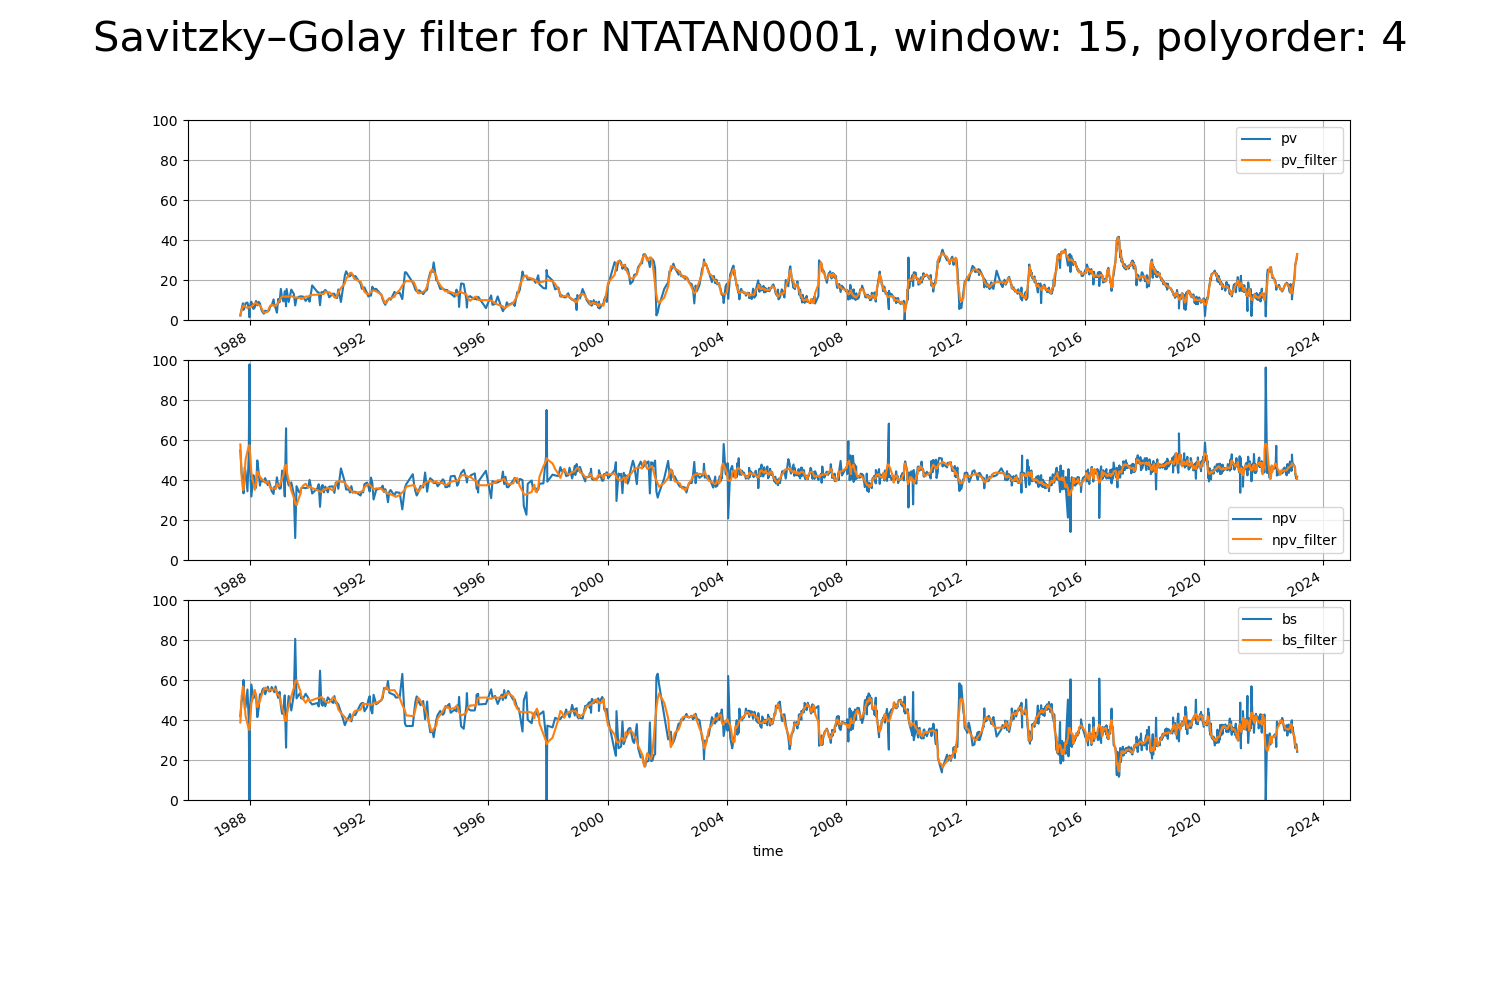 Savitzky–Golay filter for NTATAN0001, window: 15, polyorder: 4
100
80
60
40
20
0
pv
pv_filter
1988 1992 1996 2000 2004 2008 2012 2016 2020 2024
100
80
60
40
20
0
npv
npv_filter
1988 1992 1996 2000 2004 2008 2012 2016 2020 2024
100
80
60
40
20
0
bs
bs_filter
1988 1992 1996 2000 2004 2008 2012 2016 2020 2024
time